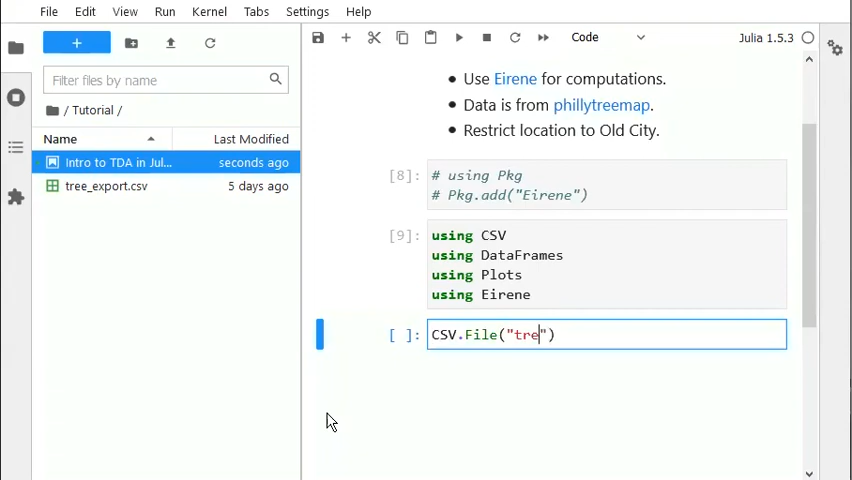 File Edit View Run Kernel Tabs Settings Help
Code
Julia 1.5.3
Filter files by name
/ Tutorial /
Name Last Modified
Intro to TDA in Jul... seconds ago
tree_export.csv 5 days ago
• Use Eirene for computations.
• Data is from phillytreemap.
• Restrict location to Old City.
[8]: # using Pkg
# Pkg.add("Eirene")
[9]: using CSV
using DataFrames
using Plots
using Eirene
[ ]: CSV.File("tre")